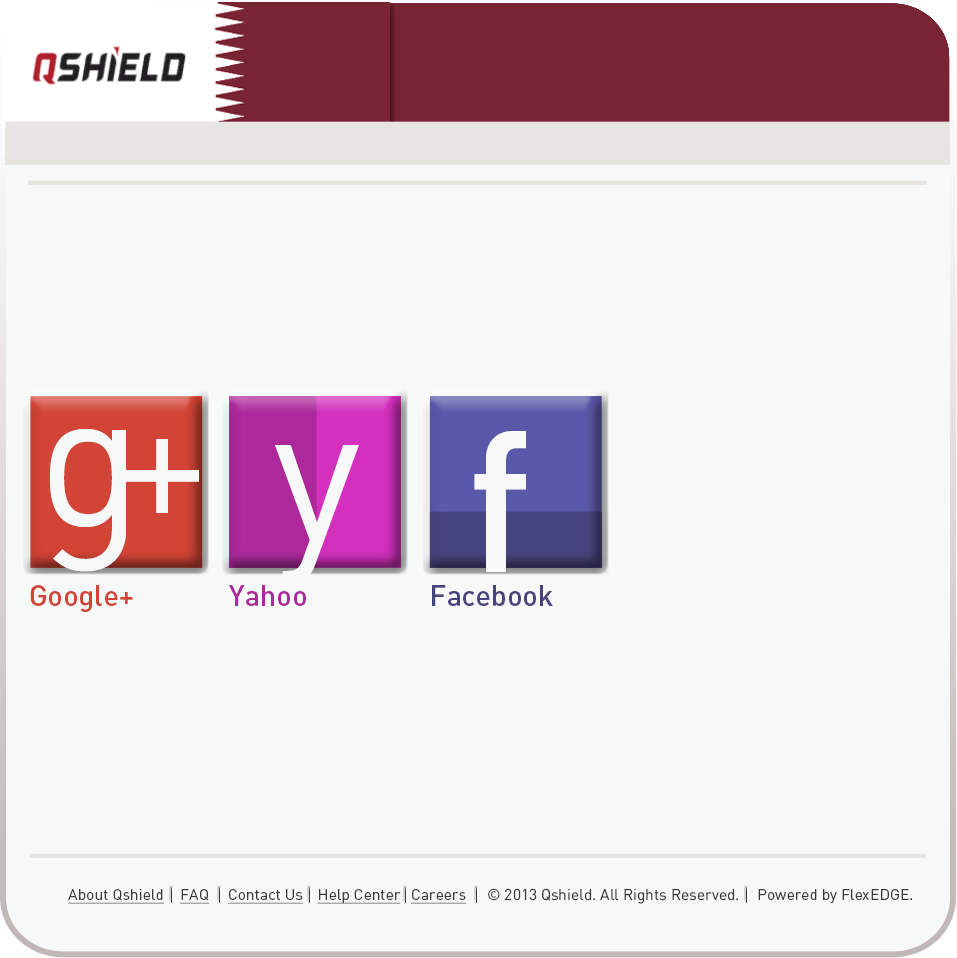 QSHIELD
g+ y f
Google+ Yahoo Facebook
About Qshield | FAQ | Contact Us | Help Center | Careers | © 2013 Qshield. All Rights Reserved. | Powered by FlexEDGE.